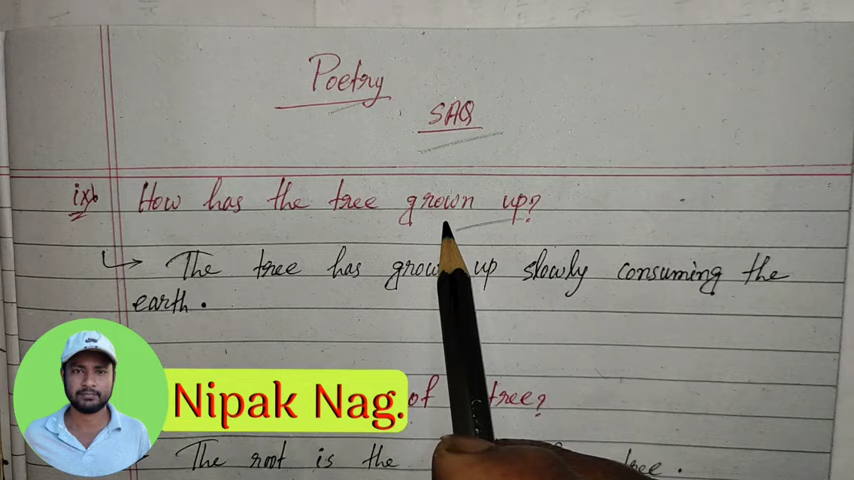 Poetry
SAQ
ix) How has the tree grown up?
The tree has grown up slowly consuming the
earth.
of tree?
Nipak Nag.
The root is the tree.